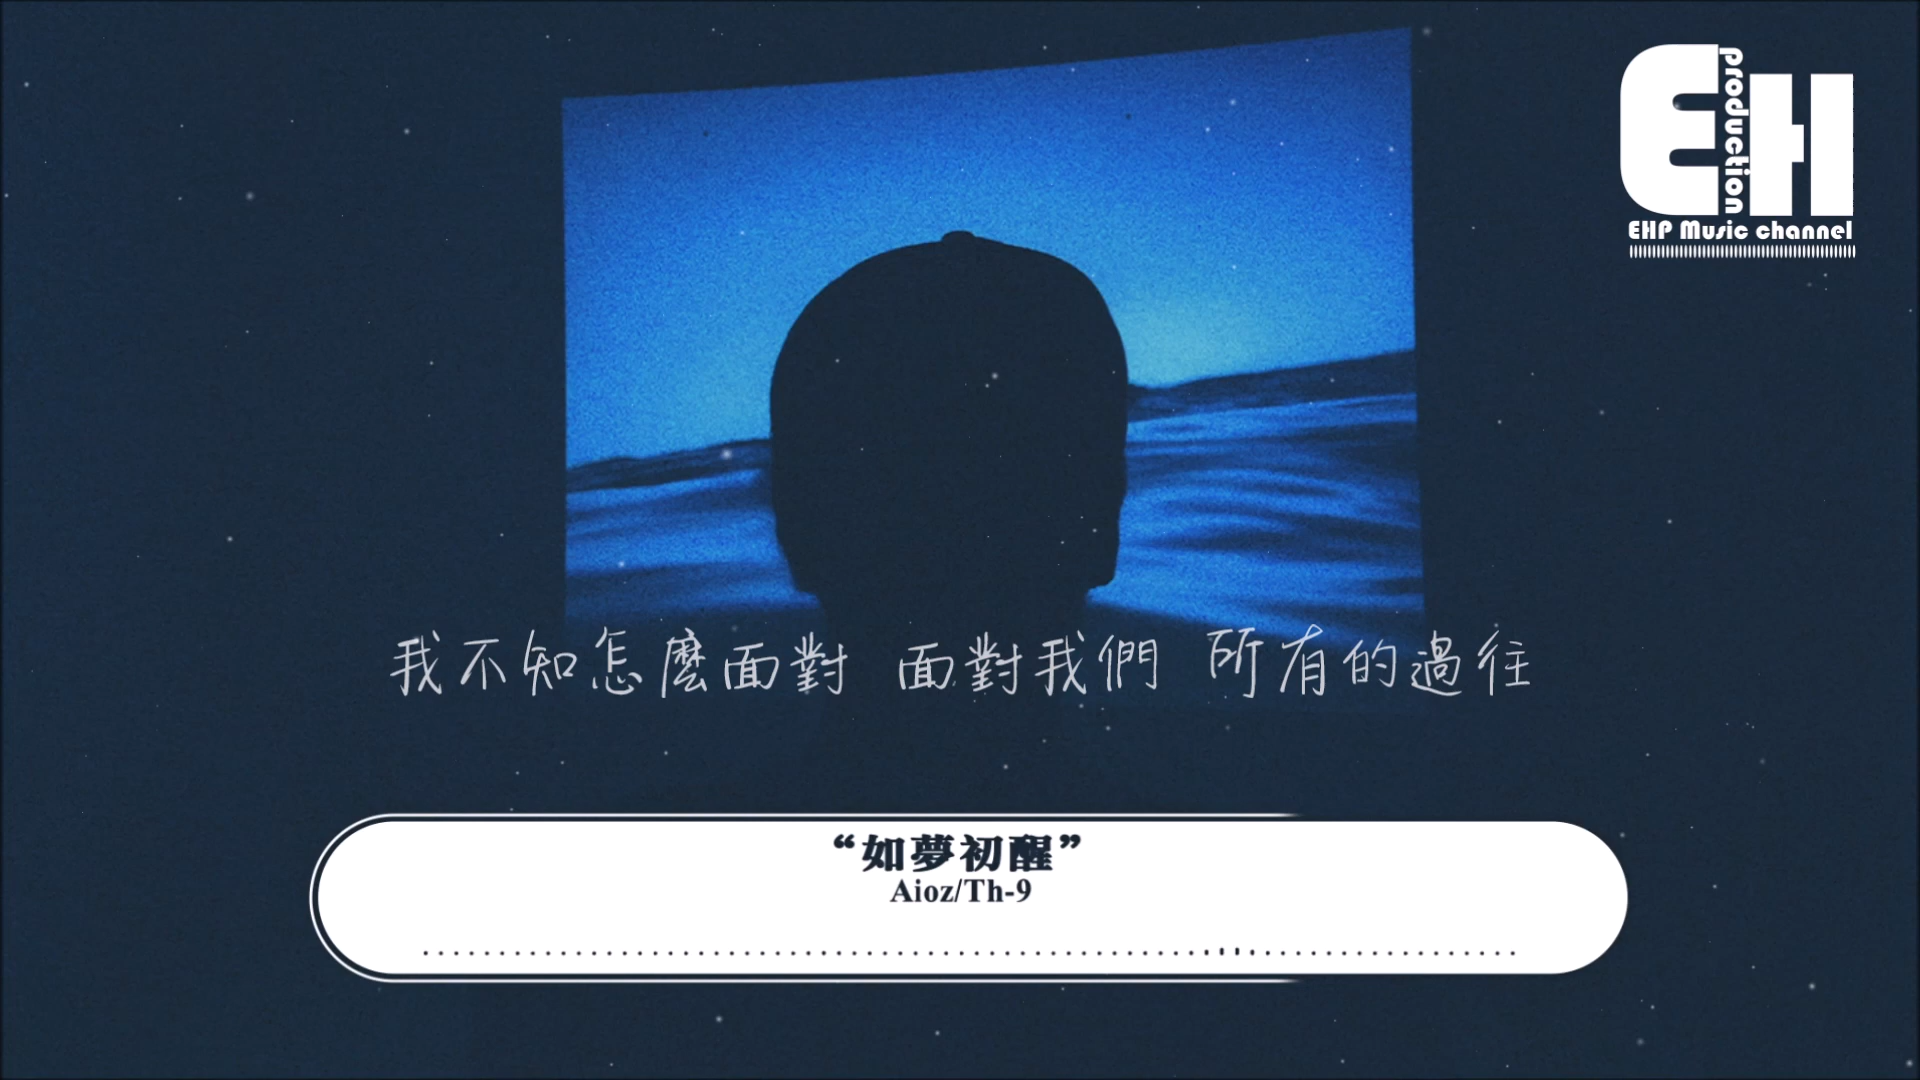 EH
production
EHP Music channel
我不知怎麼面對 面對我們 所有的過往
“如夢初醒”
Aioz/Th-9